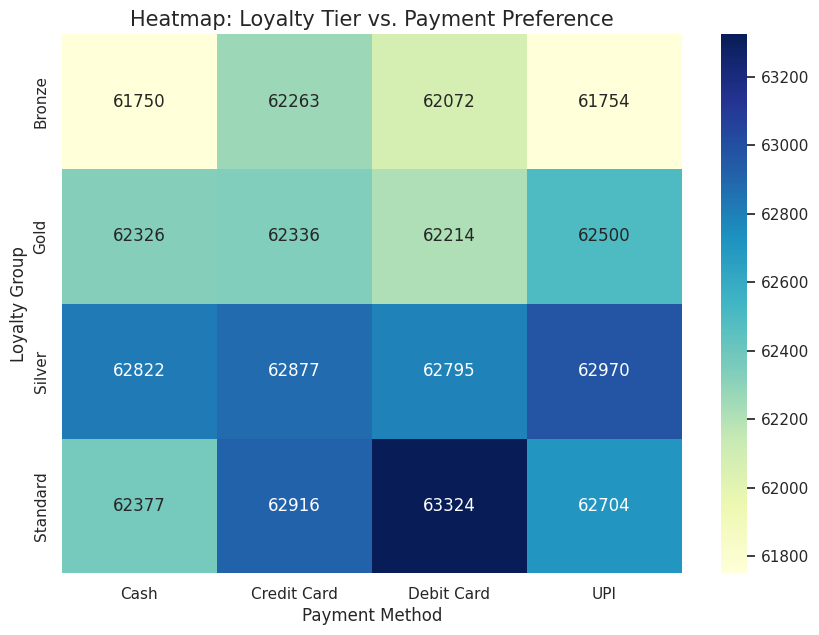 Heatmap: Loyalty Tier vs. Payment Preference
Loyalty Group
Bronze
61750 62263 62072 61754
Gold
62326 62336 62214 62500
Silver
62822 62877 62795 62970
Standard
62377 62916 63324 62704
Cash Credit Card Debit Card UPI
Payment Method
63200
63000
62800
62600
62400
62200
62000
61800